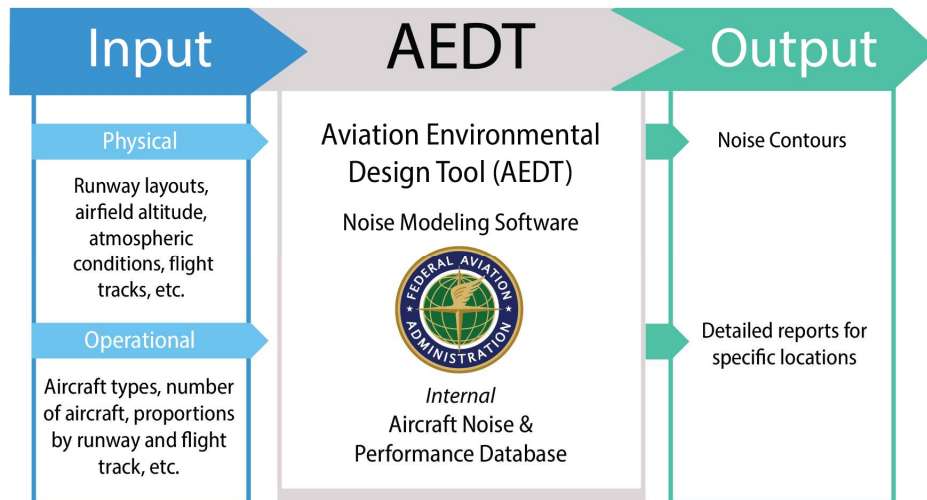 Input
AEDT
Output
Physical
Runway layouts,
airfield altitude,
atmospheric
conditions, flight
tracks, etc.
Operational
Aircraft types, number
of aircraft, proportions
by runway and flight
track, etc.
Aviation Environmental
Design Tool (AEDT)
Noise Modeling Software
FEDERAL AVIATION
ADMINISTRATION
Internal
Aircraft Noise &
Performance Database
Noise Contours
Detailed reports for
specific locations